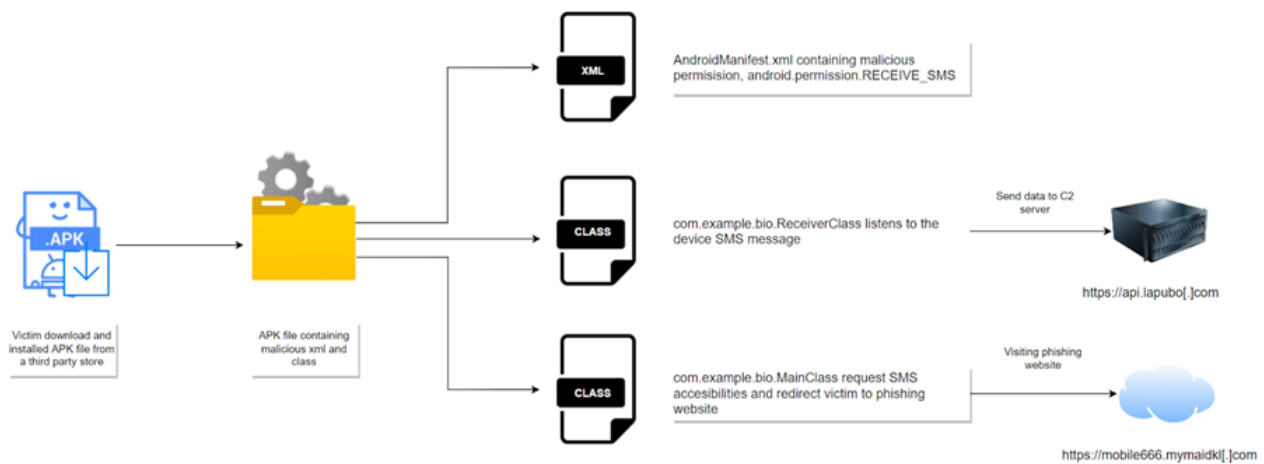 XML
AndroidManifest.xml containing malicious
permisision, android.permission.RECEIVE_SMS
.APK
CLASS
com.example.bio.ReceiverClass listens to the
device SMS message
Send data to C2
server
https://api.lapubo[.]com
Victim download and
installed APK file from
a third party store
APK file containing
malicious xml and
class
CLASS
com.example.bio.MainClass request SMS
accesibilities and redirect victim to phishing
website
Visiting phishing
website
https://mobile666.mymaidkl[.]com